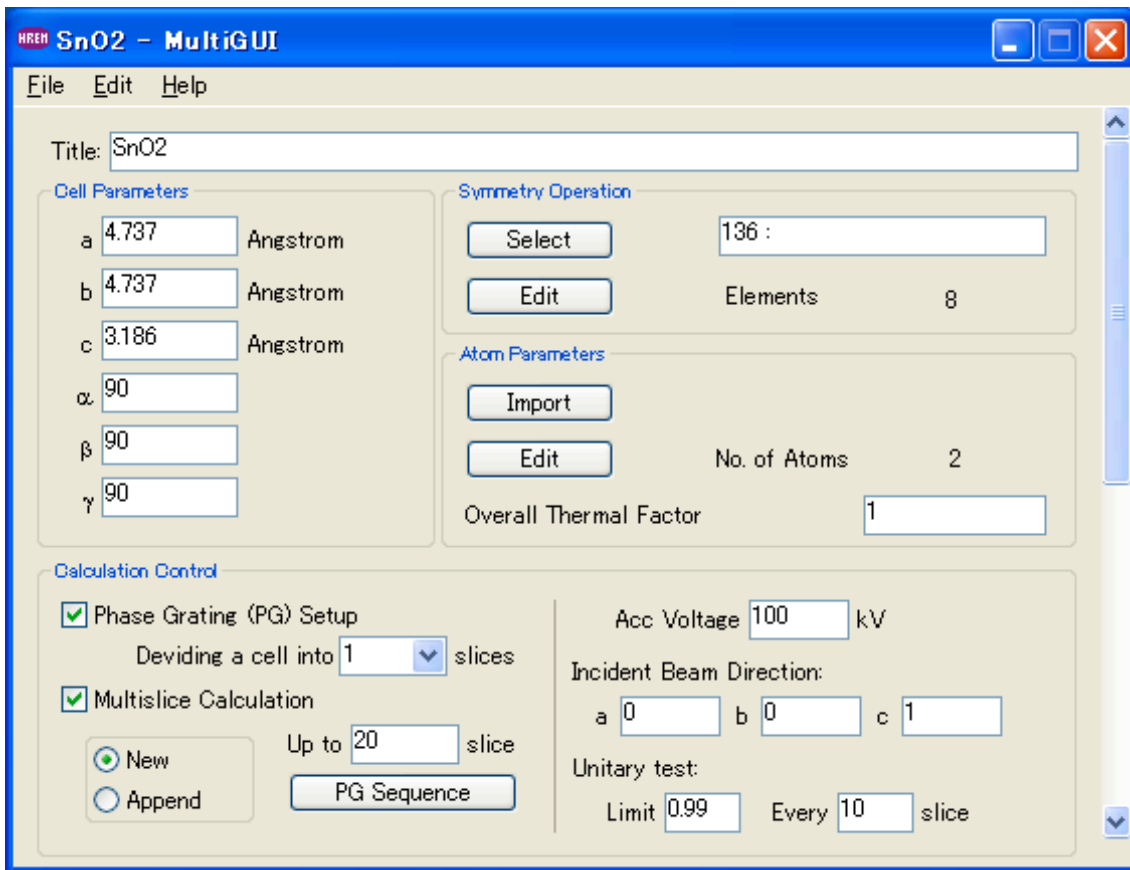 HREM SnO2 - MultiGUI
File Edit Help
Title: SnO2
Cell Parameters
a 4.737 Angstrom
b 4.737 Angstrom
c 3.186 Angstrom
α 90
β 90
γ 90
Symmetry Operation
Select 136 :
Edit Elements 8
Atom Parameters
Import
Edit No. of Atoms 2
Overall Thermal Factor 1
Calculation Control
Phase Grating (PG) Setup
Deviding a cell into 1 slices
Multislice Calculation
New
Append
Up to 20 slice
PG Sequence
Acc Voltage 100 kV
Incident Beam Direction:
a 0 b 0 c 1
Unitary test:
Limit 0.99 Every 10 slice